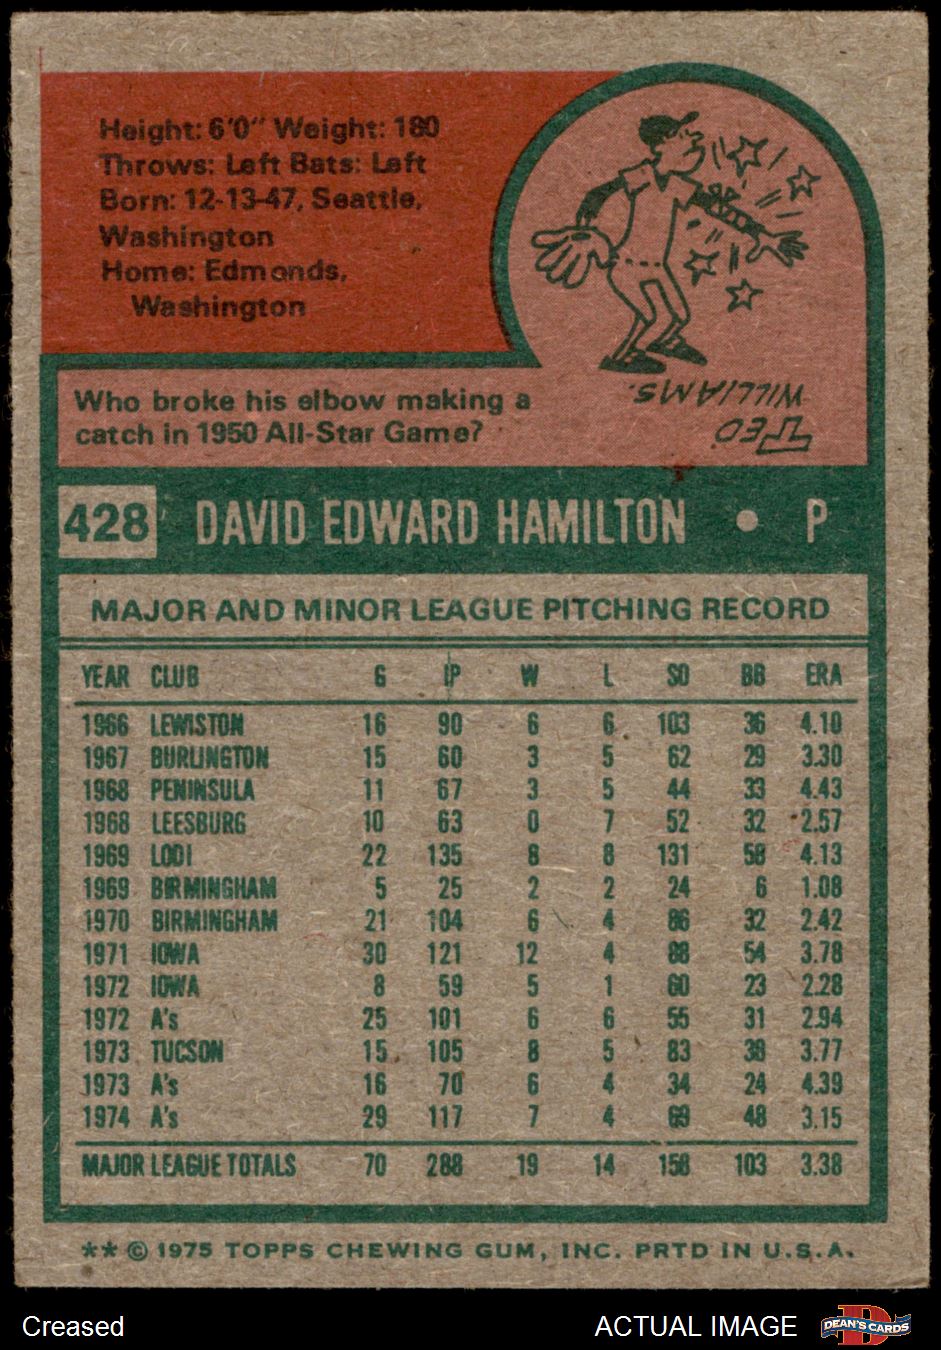 Height: 6'0" Weight: 180
Throws: Left Bats: Left
Born: 12-13-47, Seattle,
Washington
Home: Edmonds,
Washington
Who broke his elbow making a
catch in 1950 All-Star Game?
TED
WILLIAMS.
428 DAVID EDWARD HAMILTON • P
MAJOR AND MINOR LEAGUE PITCHING RECORD
YEAR CLUB G IP W L SO BB ERA
1966 LEWISTON 16 90 6 6 103 36 4.10
1967 BURLINGTON 15 60 3 5 62 29 3.30
1968 PENINSULA 11 67 3 5 44 33 4.43
1968 LEESBURG 10 63 0 7 52 32 2.57
1969 LODI 22 135 8 8 131 58 4.13
1969 BIRMINGHAM 5 25 2 2 24 6 1.08
1970 BIRMINGHAM 21 104 6 4 86 32 2.42
1971 IOWA 30 121 12 4 88 54 3.78
1972 IOWA 8 59 5 1 60 23 2.28
1972 A's 25 101 6 6 55 31 2.94
1973 TUCSON 15 105 8 5 83 38 3.77
1973 A's 16 70 6 4 34 24 4.39
1974 A's 29 117 7 4 69 48 3.15
MAJOR LEAGUE TOTALS 70 288 19 14 158 103 3.38
** © 1975 TOPPS CHEWING GUM, INC. PRTD IN U.S.A.
Creased
ACTUAL IMAGE
D
DEAN'S CARDS